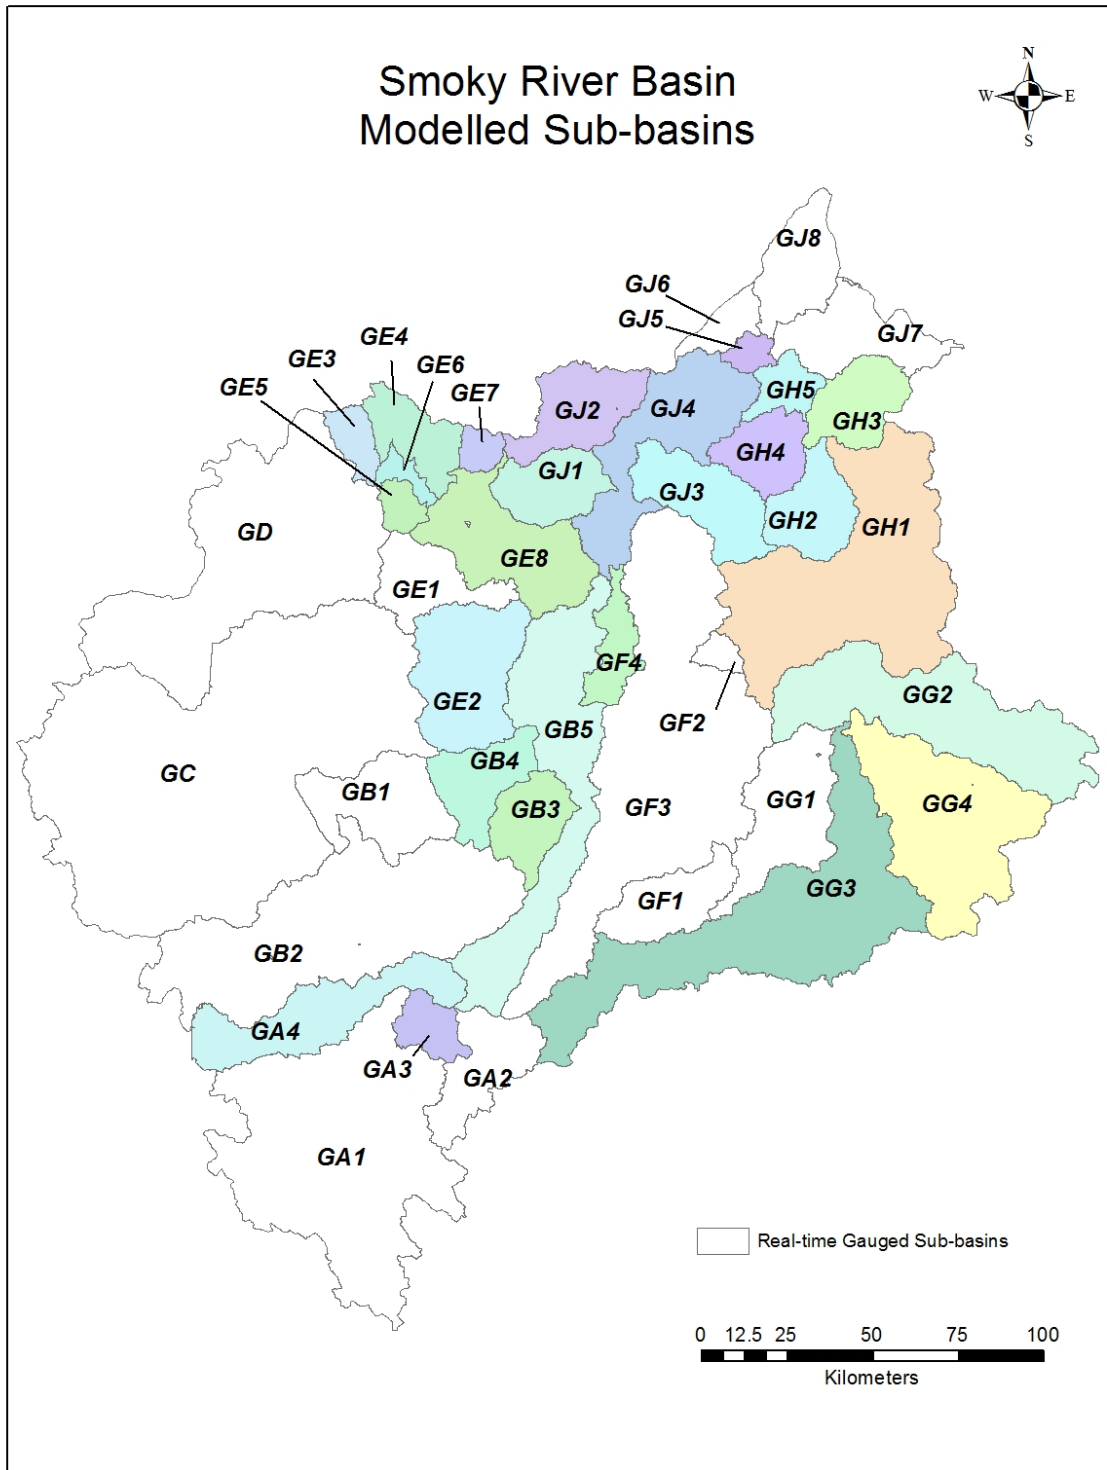 Smoky River Basin
Modelled Sub-basins
N
W E
S
GJ8
GJ6
GJ5
GJ7
GE4
GE3
GE6
GE5
GE7
GH5
GJ2
GJ4
GH3
GH4
GJ1
GJ3
GH2
GH1
GD
GE8
GE1
GF4
GG2
GE2
GF2
GB5
GB4
GC
GB1
GB3
GF3
GG1
GG4
GG3
GF1
GB2
GA4
GA3
GA2
GA1
Real-time Gauged Sub-basins
0 12.5 25 50 75 100
Kilometers